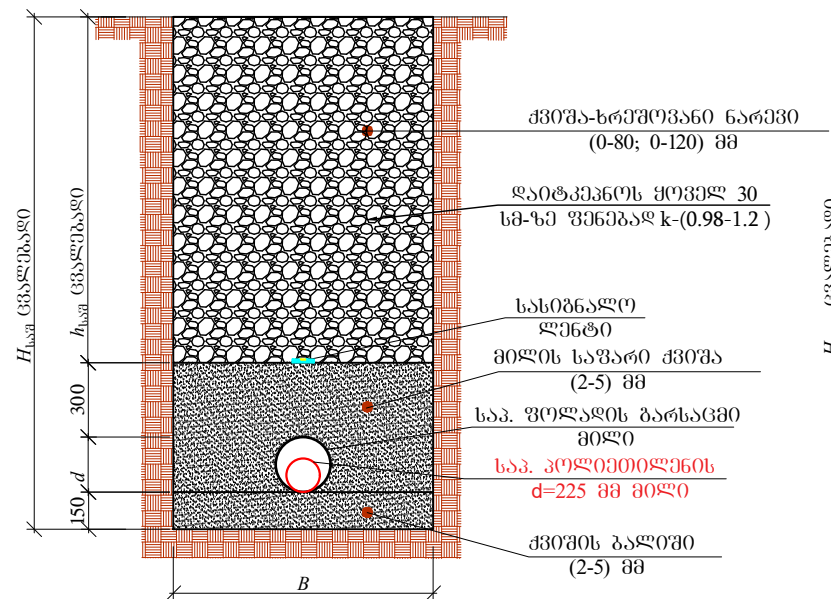 ქვიშა-ხრეშოვანი ნარევი
(0-80; 0-120) მმ
დაიტკეპნოს ყოველ 30
სმ-ზე ფენებად k-(0.98-1.2 )
სასიგნალო
ლენტი
მილის საფარი ქვიშა
(2-5) მმ
საპ. ფოლადის გარსაცმი
მილი
საპ. პოლიეთილენის
d=225 მმ მილი
ქვიშის ბალიში
(2-5) მმ
Hსაშ ცვალებადი
hსაშ ცვალებადი
300
d
150
B
H